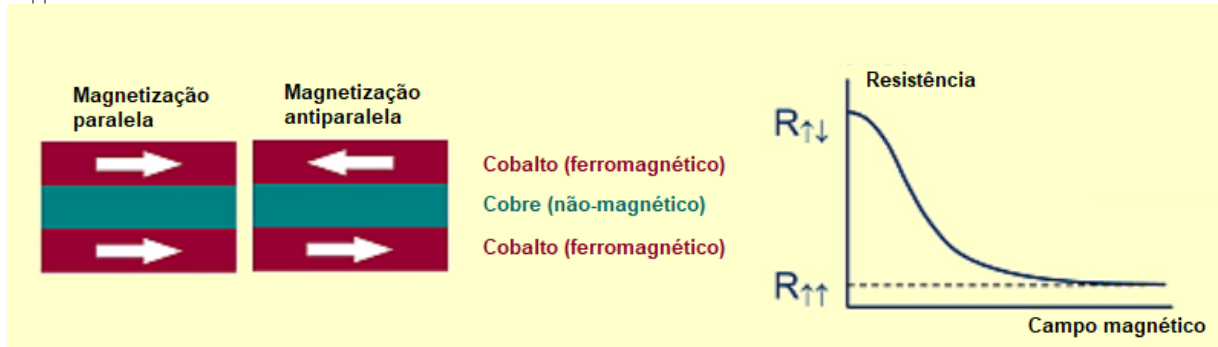 Magnetização
paralela
Magnetização
antiparalela
Cobalto (ferromagnético)
Cobre (não-magnético)
Cobalto (ferromagnético)
Resistência
R↑↓
R↑↑
Campo magnético